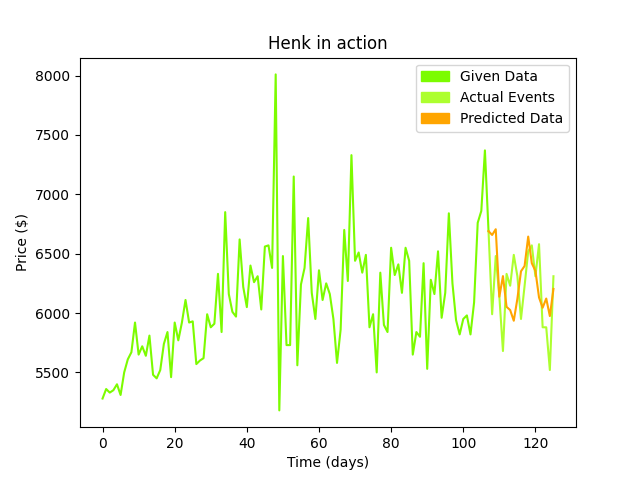 Henk in action
Given Data
Actual Events
Predicted Data
Price ($)
8000
7500
7000
6500
6000
5500
0 20 40 60 80 100 120
Time (days)